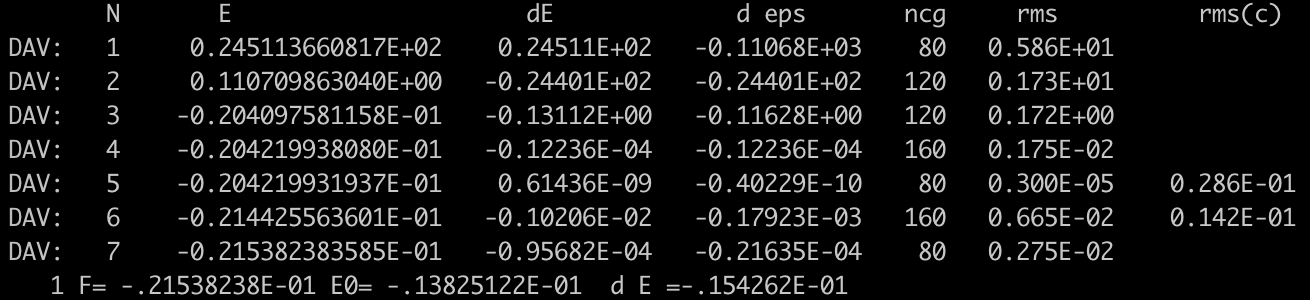 N E dE d eps ncg rms rms(c)
DAV: 1 0.245113660817E+02 0.24511E+02 -0.11068E+03 80 0.586E+01
DAV: 2 0.110709863040E+00 -0.24401E+02 -0.24401E+02 120 0.173E+01
DAV: 3 -0.204097581158E-01 -0.13112E+00 -0.11628E+00 120 0.172E+00
DAV: 4 -0.204219938080E-01 -0.12236E-04 -0.12236E-04 160 0.175E-02
DAV: 5 -0.204219931937E-01 0.61436E-09 -0.40229E-10 80 0.300E-05 0.286E-01
DAV: 6 -0.214425563601E-01 -0.10206E-02 -0.17923E-03 160 0.665E-02 0.142E-01
DAV: 7 -0.215382383585E-01 -0.95682E-04 -0.21635E-04 80 0.275E-02
1 F= -.21538238E-01 E0= -.13825122E-01 d E =-.154262E-01